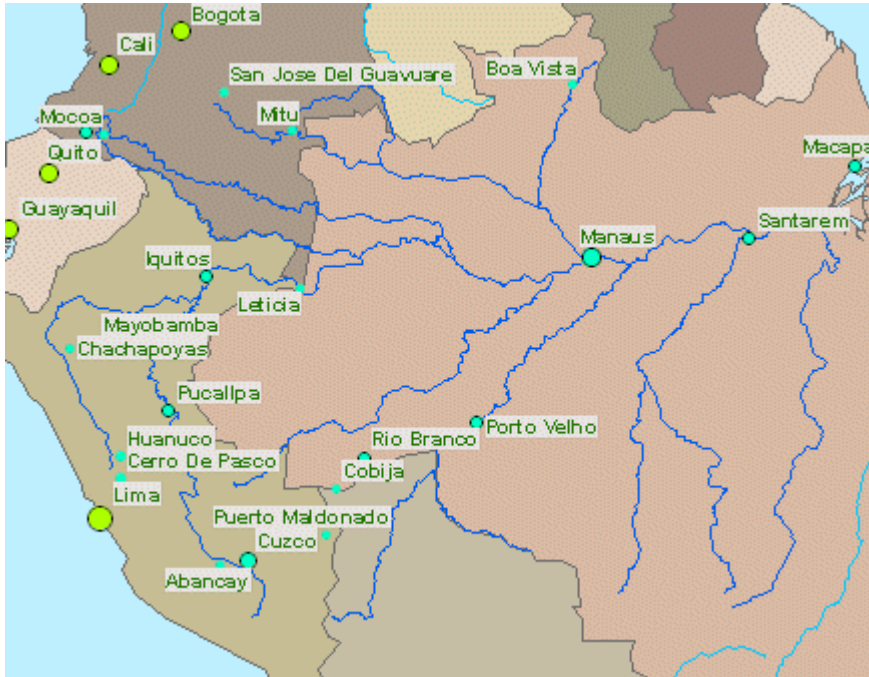 Bogota
Cali
San Jose Del Guavuare
Boa Vista
Mocoa
Mitu
Macapa
Quito
Guayaquil
Santarem
Manaus
Iquitos
Leticia
Mayobamba
Chachapoyas
Pucallpa
Porto Velho
Huanuco
Rio Branco
Cerro De Pasco
Cobija
Lima
Puerto Maldonado
Cuzco
Abancay